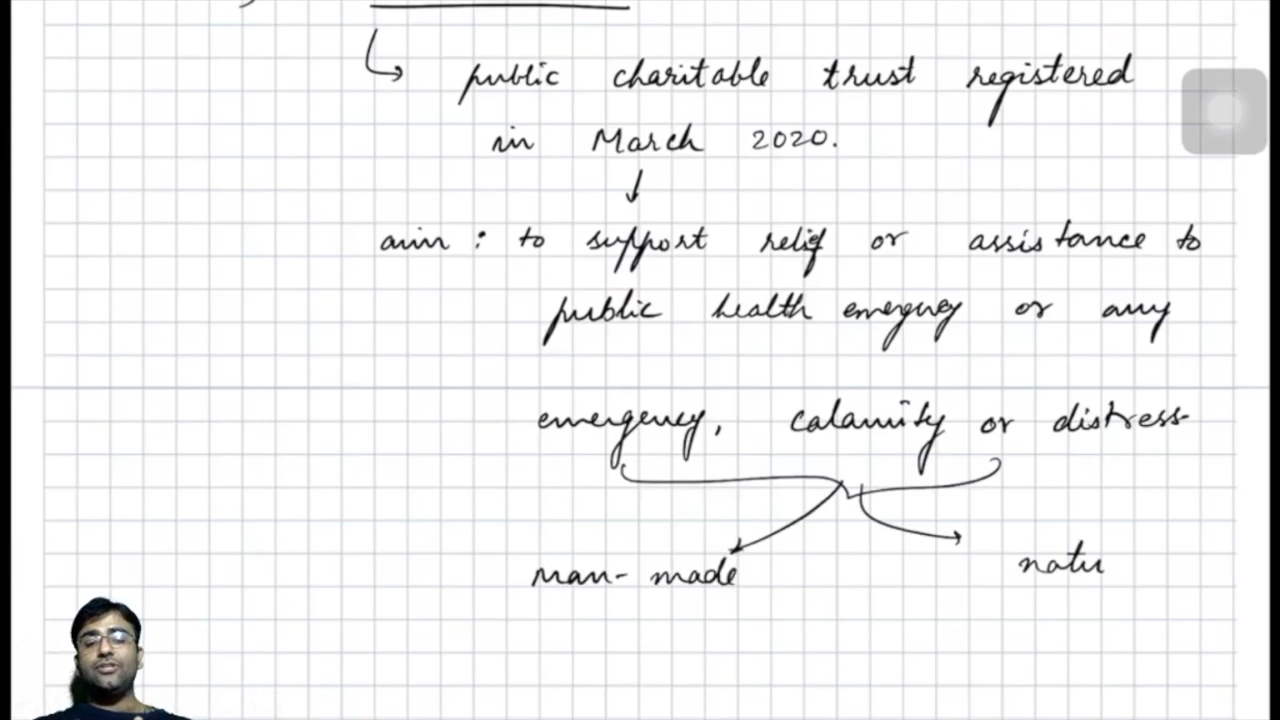 public charitable trust registered
in March 2020.
aim : to support relif or assistance to
public health emergency or any
emergency, calamity or distress-
man-made natu